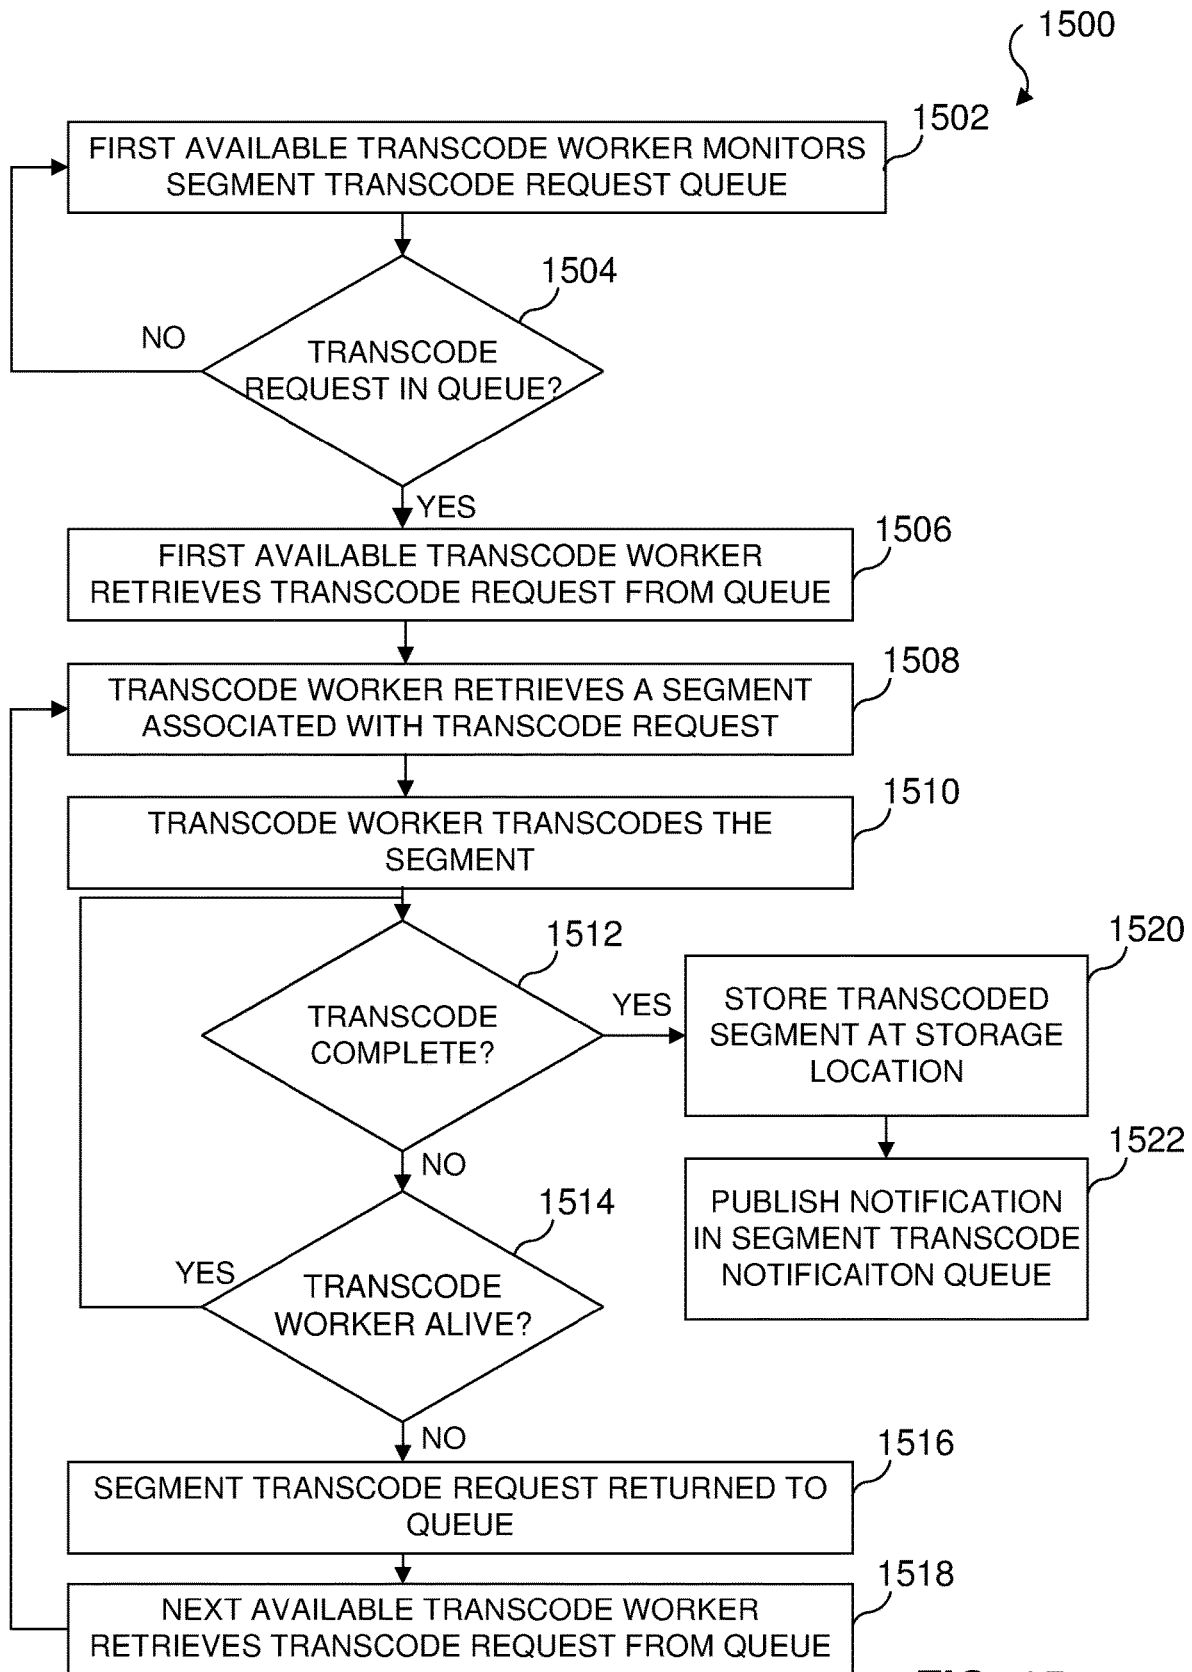 1500
1502
FIRST AVAILABLE TRANSCODE WORKER MONITORS
SEGMENT TRANSCODE REQUEST QUEUE
1504
NO
TRANSCODE
REQUEST IN QUEUE?
YES
1506
FIRST AVAILABLE TRANSCODE WORKER
RETRIEVES TRANSCODE REQUEST FROM QUEUE
1508
TRANSCODE WORKER RETRIEVES A SEGMENT
ASSOCIATED WITH TRANSCODE REQUEST
1510
TRANSCODE WORKER TRANSCODES THE
SEGMENT
1512
TRANSCODE
COMPLETE?
YES
1520
STORE TRANSCODED
SEGMENT AT STORAGE
LOCATION
NO
1522
PUBLISH NOTIFICATION
IN SEGMENT TRANSCODE
NOTIFICAITON QUEUE
1514
YES
TRANSCODE
WORKER ALIVE?
NO
1516
SEGMENT TRANSCODE REQUEST RETURNED TO
QUEUE
1518
NEXT AVAILABLE TRANSCODE WORKER
RETRIEVES TRANSCODE REQUEST FROM QUEUE